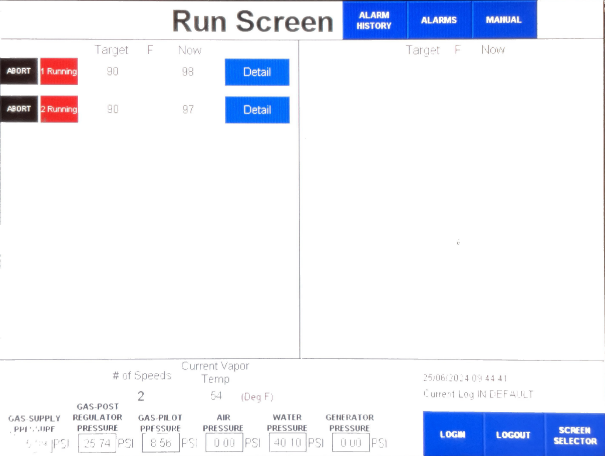 Run Screen
ALARM HISTORY
ALARMS
MANUAL
Target F Now
Target F Now
ABORT 1 Running 90 98 Detail
ABORT 2 Running 90 97 Detail
# of Speeds
2
Current Vapor
Temp
54 (Deg F)
25/06/2024 09:44:41
Current Log IN DEFAULT
GAS SUPPLY
PRESSURE
PSI
GAS-POST
REGULATOR
PRESSURE
25.74 PSI
GAS-PILOT
PRESSURE
8.56 PSI
AIR
PRESSURE
0.00 PSI
WATER
PRESSURE
40.10 PSI
GENERATOR
PRESSURE
0.00 PSI
LOGIN
LOGOUT
SCREEN
SELECTOR